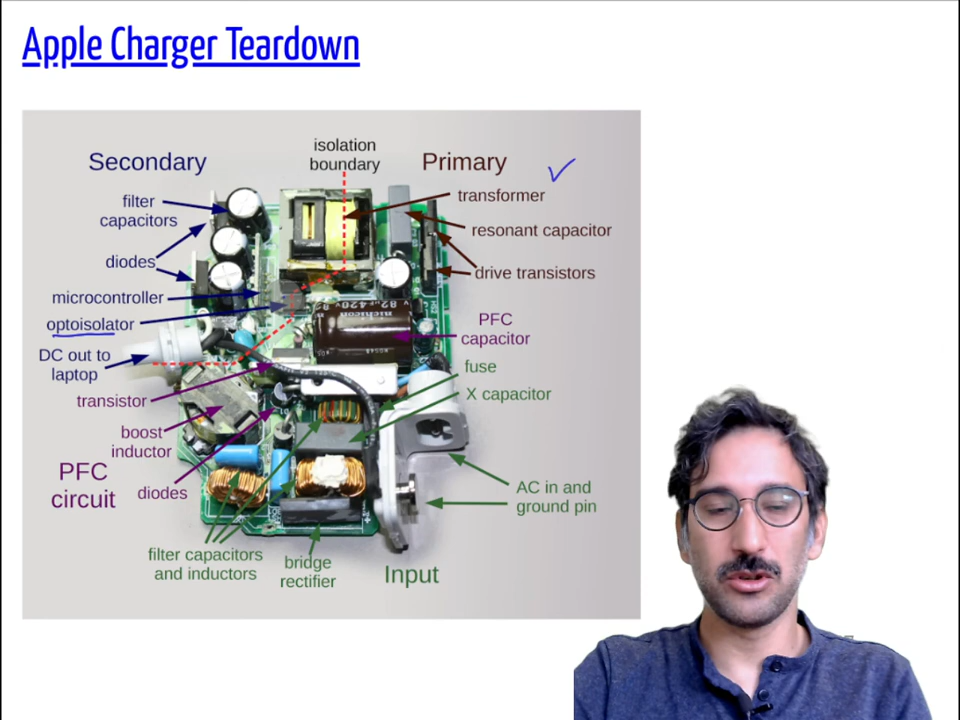 Apple Charger Teardown
isolation
boundary
Secondary
Primary
filter
capacitors
transformer
resonant capacitor
diodes
drive transistors
microcontroller
optoisolator
PFC
capacitor
DC out to
laptop
fuse
transistor
X capacitor
boost
inductor
PFC
circuit
diodes
AC in and
ground pin
filter capacitors
and inductors
bridge
rectifier
Input
nichicon